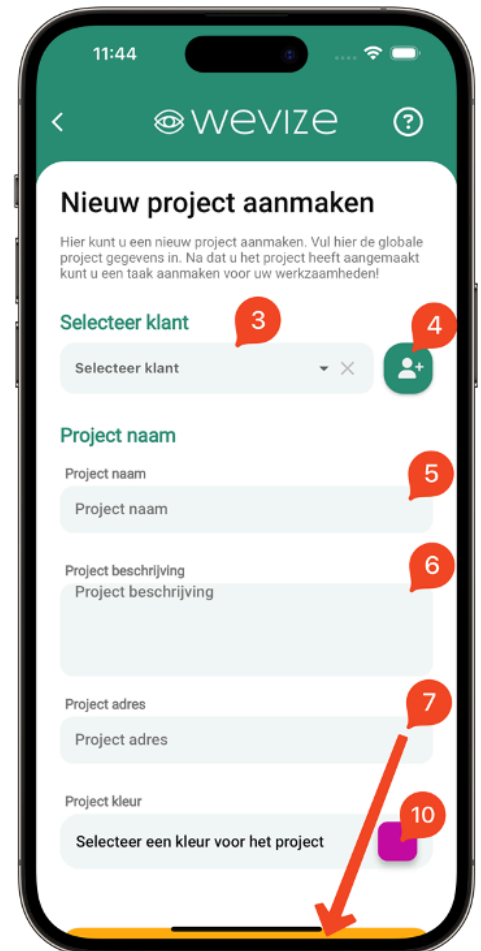 11:44
wevize
Nieuw project aanmaken
Hier kunt u een nieuw project aanmaken. Vul hier de globale
project gegevens in. Na dat u het project heeft aangemaakt
kunt u een taak aanmaken voor uw werkzaamheden!
Selecteer klant
3
4
Selecteer klant
Project naam
Project naam
5
Project naam
Project beschrijving
6
Project beschrijving
Project adres
7
Project adres
Project kleur
10
Selecteer een kleur voor het project